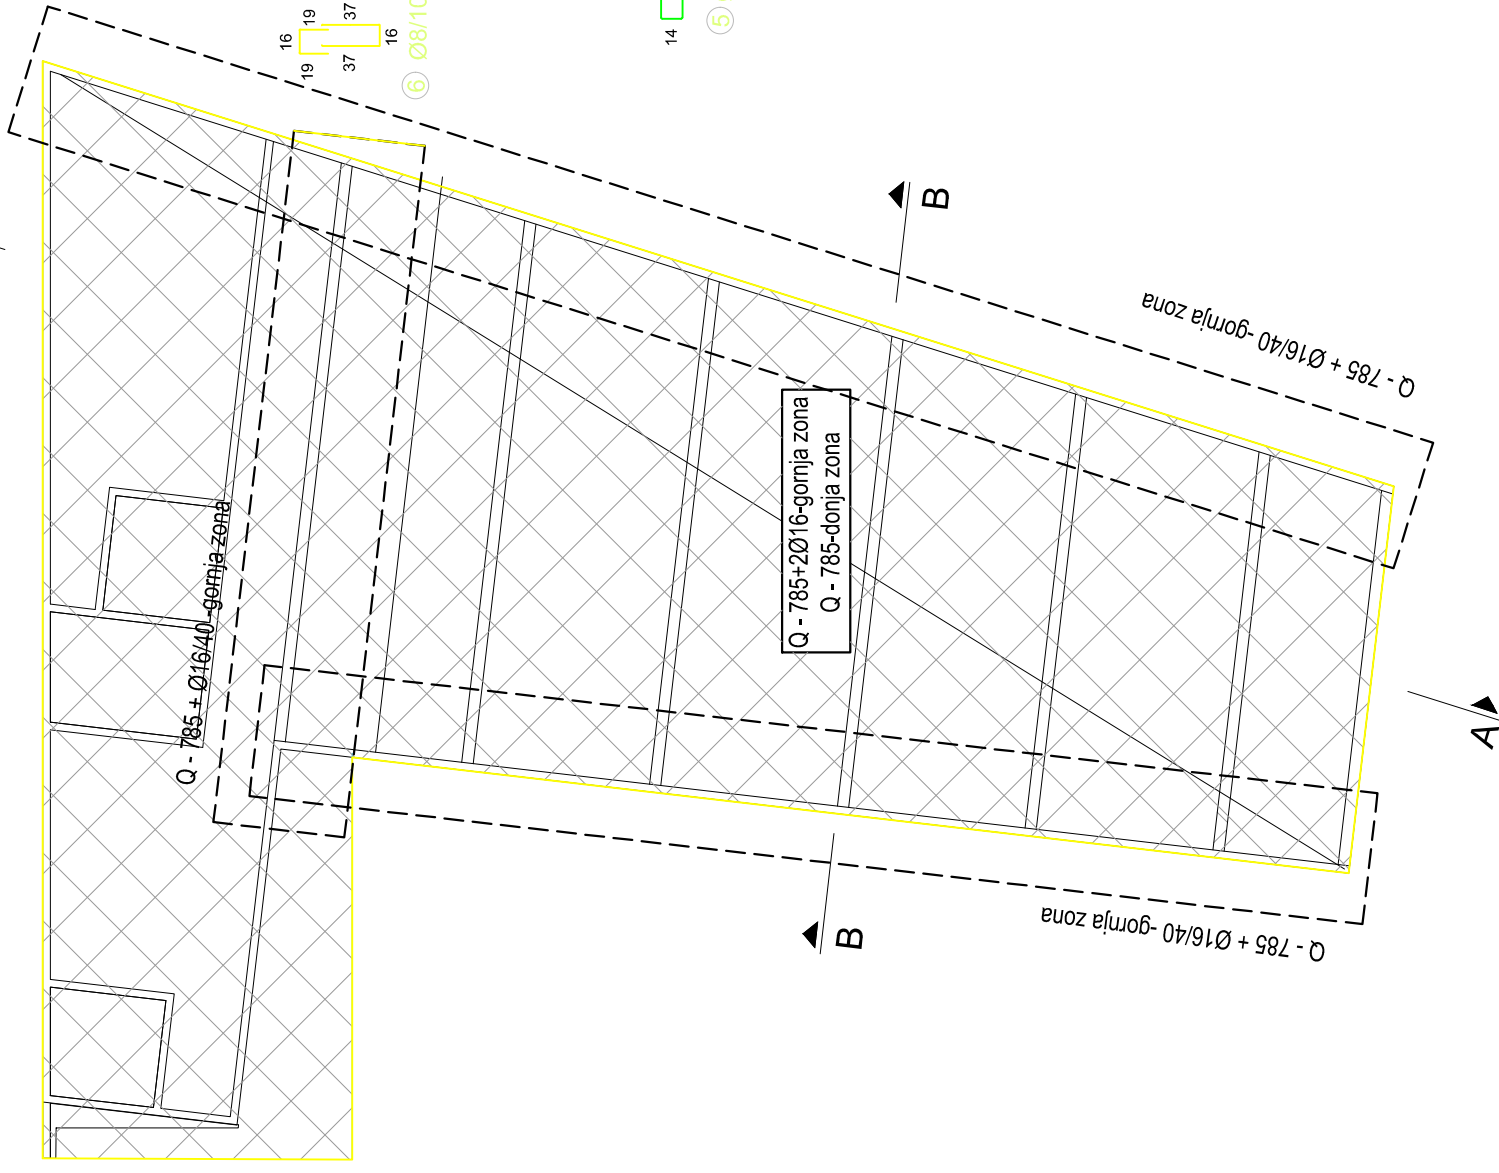 16
19
37
19
37
16
6 Ø8/10
14
5
B
Q - 785 + Ø16/40 -gornja zona
Q - 785 + Ø16/40 -gornja zona
Q - 785+2Ø16-gornja zona
Q - 785-donja zona
A
B
Q - 785 + Ø16/40 -gornja zona